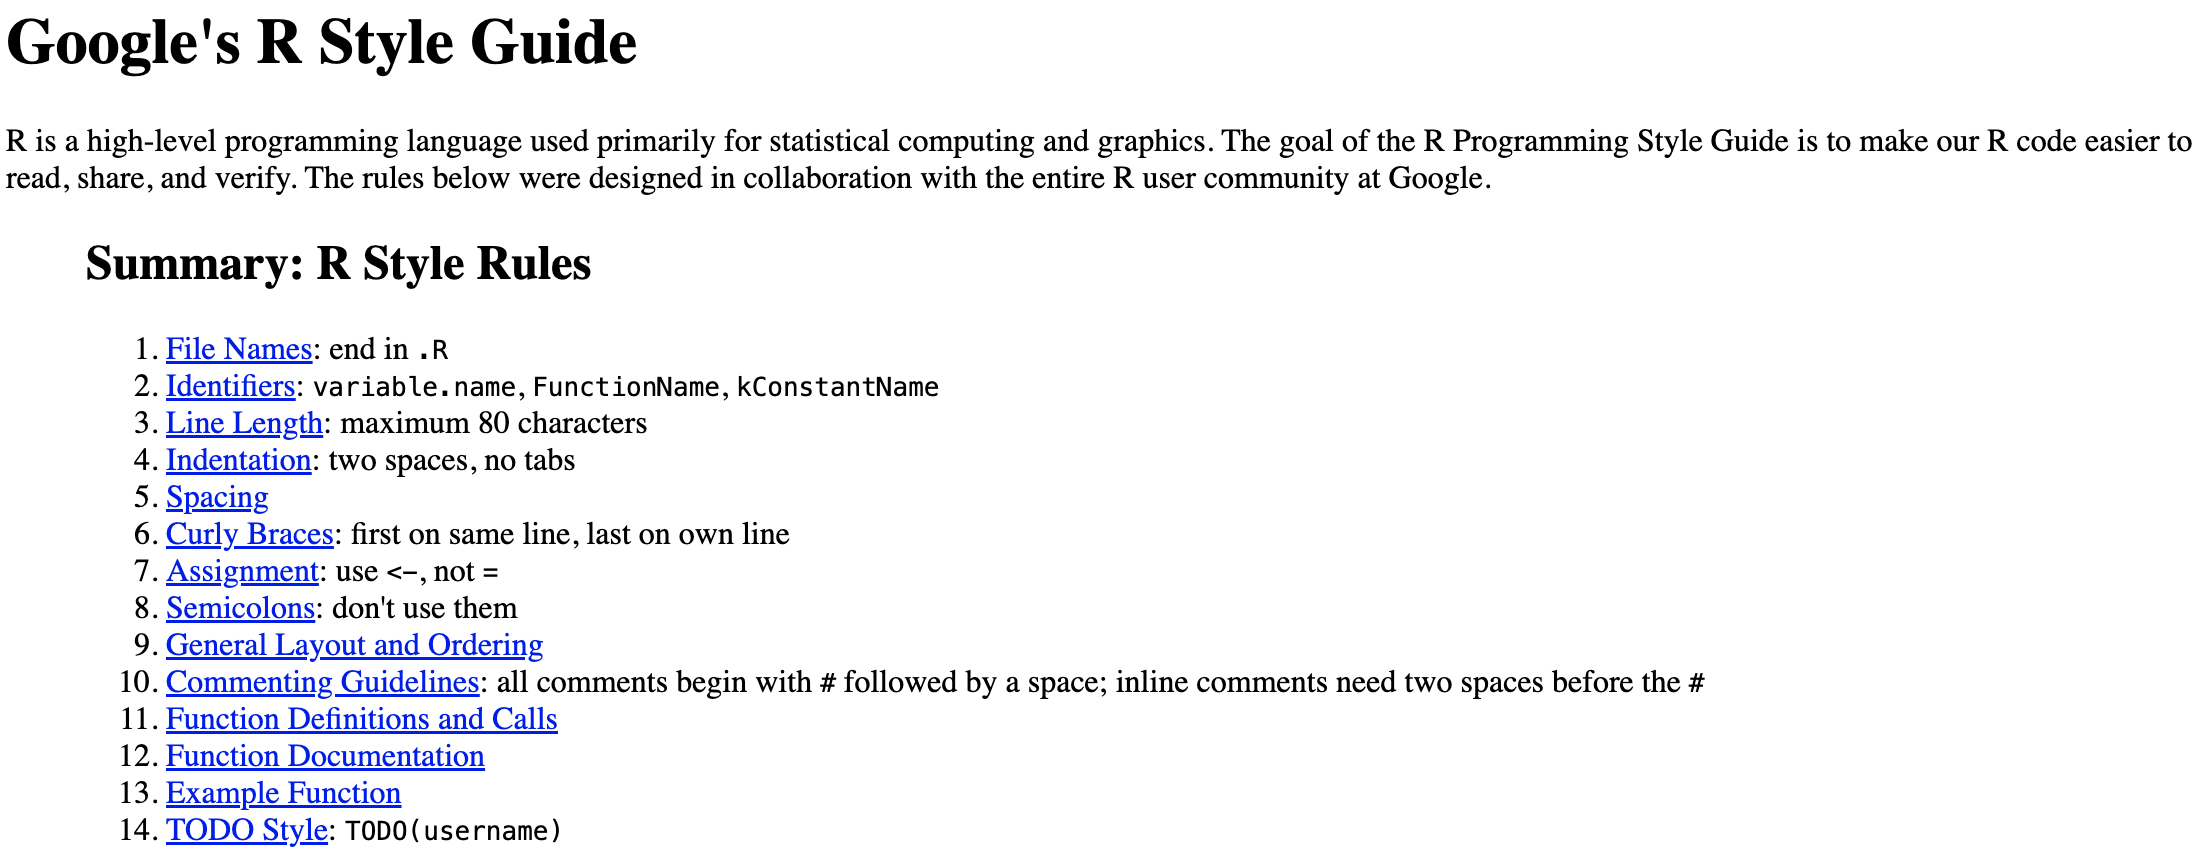 Google's R Style Guide
R is a high-level programming language used primarily for statistical computing and graphics. The goal of the R Programming Style Guide is to make our R code easier to
read, share, and verify. The rules below were designed in collaboration with the entire R user community at Google.
Summary: R Style Rules
1. File Names: end in .R
2. Identifiers: variable.name, FunctionName, kConstantName
3. Line Length: maximum 80 characters
4. Indentation: two spaces, no tabs
5. Spacing
6. Curly Braces: first on same line, last on own line
7. Assignment: use <-, not =
8. Semicolons: don't use them
9. General Layout and Ordering
10. Commenting Guidelines: all comments begin with # followed by a space; inline comments need two spaces before the #
11. Function Definitions and Calls
12. Function Documentation
13. Example Function
14. TODO Style: TODO(username)